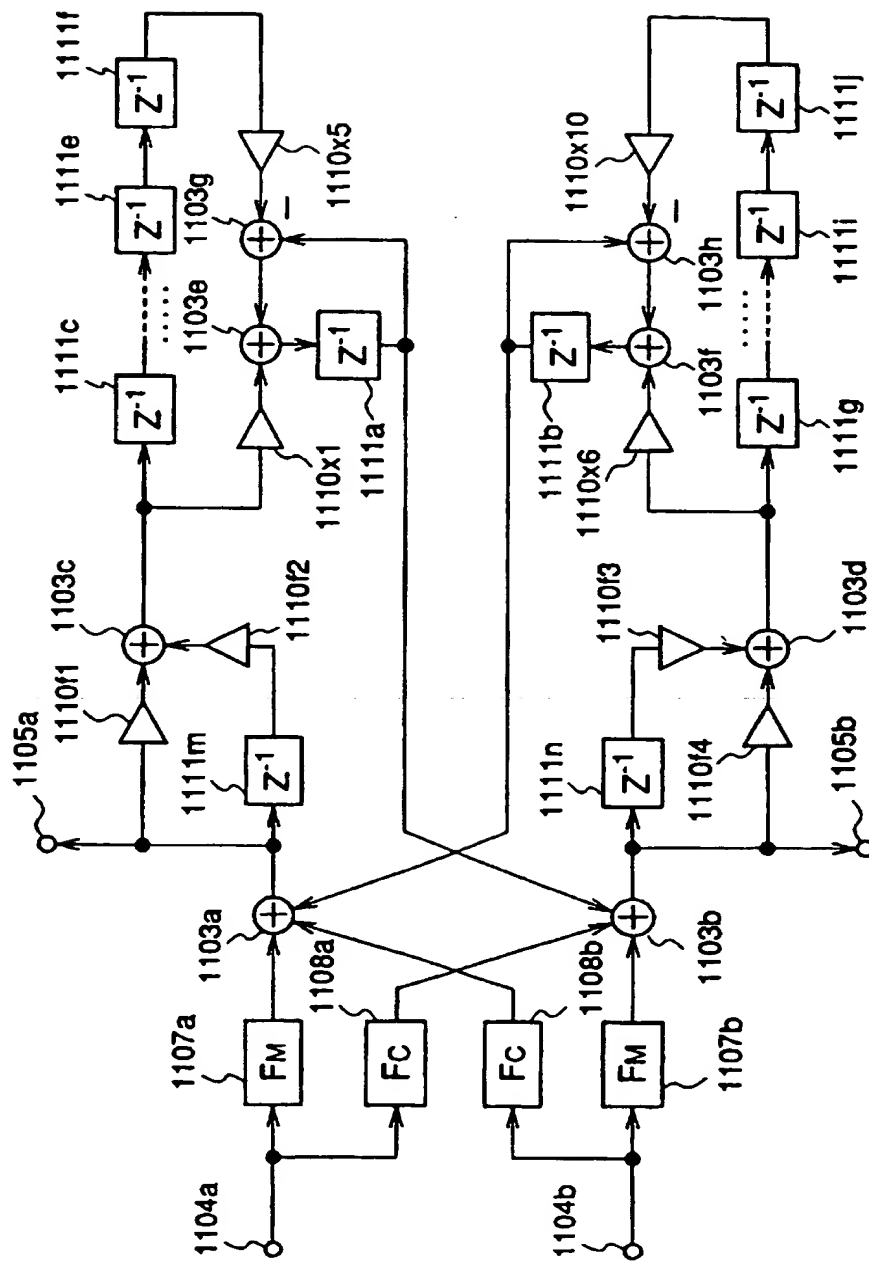 1104a
1107a
FM
1103a
1105a
1110f1
1111m
Z-1
1103c
1110f2
1111c
Z-1
.....
1111e
Z-1
1111f
Z-1
1110x1
1103e
1103g
−
1110x5
1111a
Z-1
1108a
FC
1108b
FC
1111b
Z-1
1110x6
1103f
1103h
−
1110x10
1104b
1107b
FM
1103b
1111n
Z-1
1110f3
1110f4
1105b
1103d
1111g
Z-1
.....
1111i
Z-1
1111j
Z-1